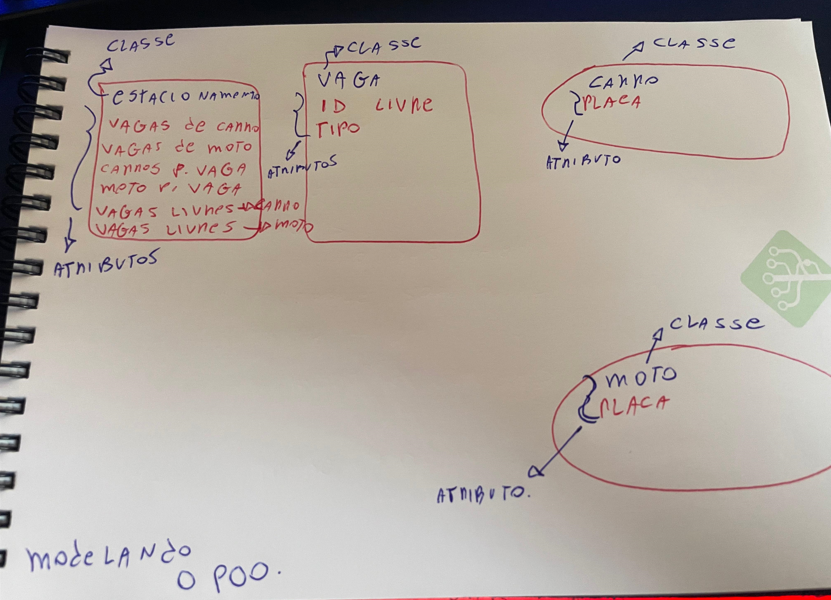 CLASSE
ESTACIONAMENTO
VAGAS de CARRO
VAGAS de MOTO
CARROS P. VAGA
MOTO P. VAGA
VAGAS LIVRES → CARRO
VAGAS LIVRES → MOTO
ATRIBUTOS
CLASSE
VAGA
ID LIVRE
TIPO
ATRIBUTOS
CLASSE
CARRO
PLACA
ATRIBUTO
CLASSE
MOTO
PLACA
ATRIBUTO.
MODELANDO
O POO.